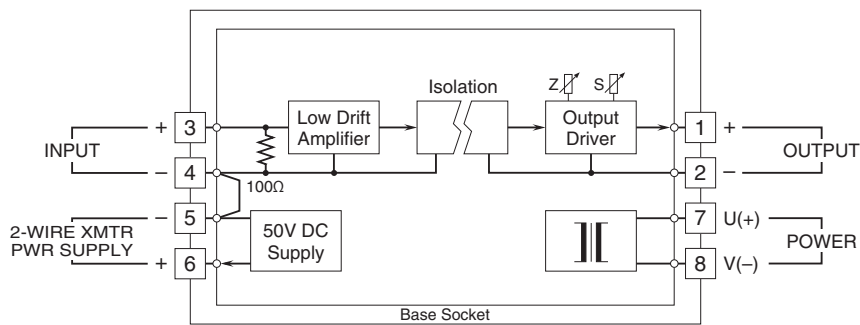 Isolation
Z S
+ 3
Low Drift
Amplifier
Output
Driver
1 +
INPUT
OUTPUT
− 4
100Ω
2 −
− 5
2-WIRE XMTR
PWR SUPPLY
+ 6
50V DC
Supply
7 U(+)
POWER
8 V(−)
Base Socket